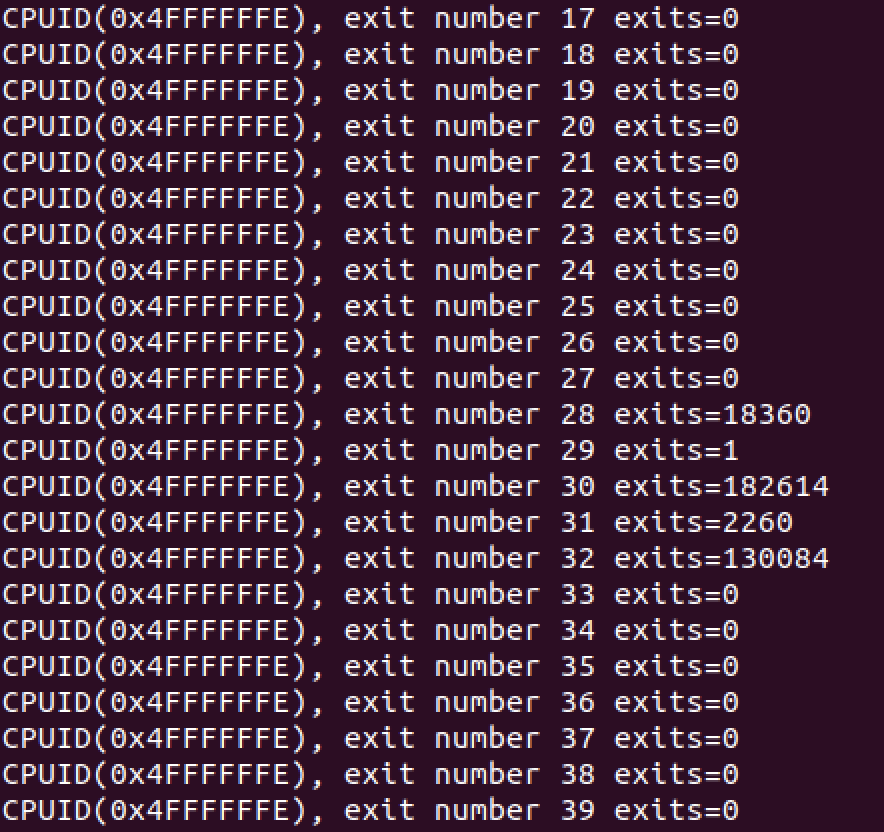 CPUID(0x4FFFFFFE), exit number 17 exits=0
CPUID(0x4FFFFFFE), exit number 18 exits=0
CPUID(0x4FFFFFFE), exit number 19 exits=0
CPUID(0x4FFFFFFE), exit number 20 exits=0
CPUID(0x4FFFFFFE), exit number 21 exits=0
CPUID(0x4FFFFFFE), exit number 22 exits=0
CPUID(0x4FFFFFFE), exit number 23 exits=0
CPUID(0x4FFFFFFE), exit number 24 exits=0
CPUID(0x4FFFFFFE), exit number 25 exits=0
CPUID(0x4FFFFFFE), exit number 26 exits=0
CPUID(0x4FFFFFFE), exit number 27 exits=0
CPUID(0x4FFFFFFE), exit number 28 exits=18360
CPUID(0x4FFFFFFE), exit number 29 exits=1
CPUID(0x4FFFFFFE), exit number 30 exits=182614
CPUID(0x4FFFFFFE), exit number 31 exits=2260
CPUID(0x4FFFFFFE), exit number 32 exits=130084
CPUID(0x4FFFFFFE), exit number 33 exits=0
CPUID(0x4FFFFFFE), exit number 34 exits=0
CPUID(0x4FFFFFFE), exit number 35 exits=0
CPUID(0x4FFFFFFE), exit number 36 exits=0
CPUID(0x4FFFFFFE), exit number 37 exits=0
CPUID(0x4FFFFFFE), exit number 38 exits=0
CPUID(0x4FFFFFFE), exit number 39 exits=0